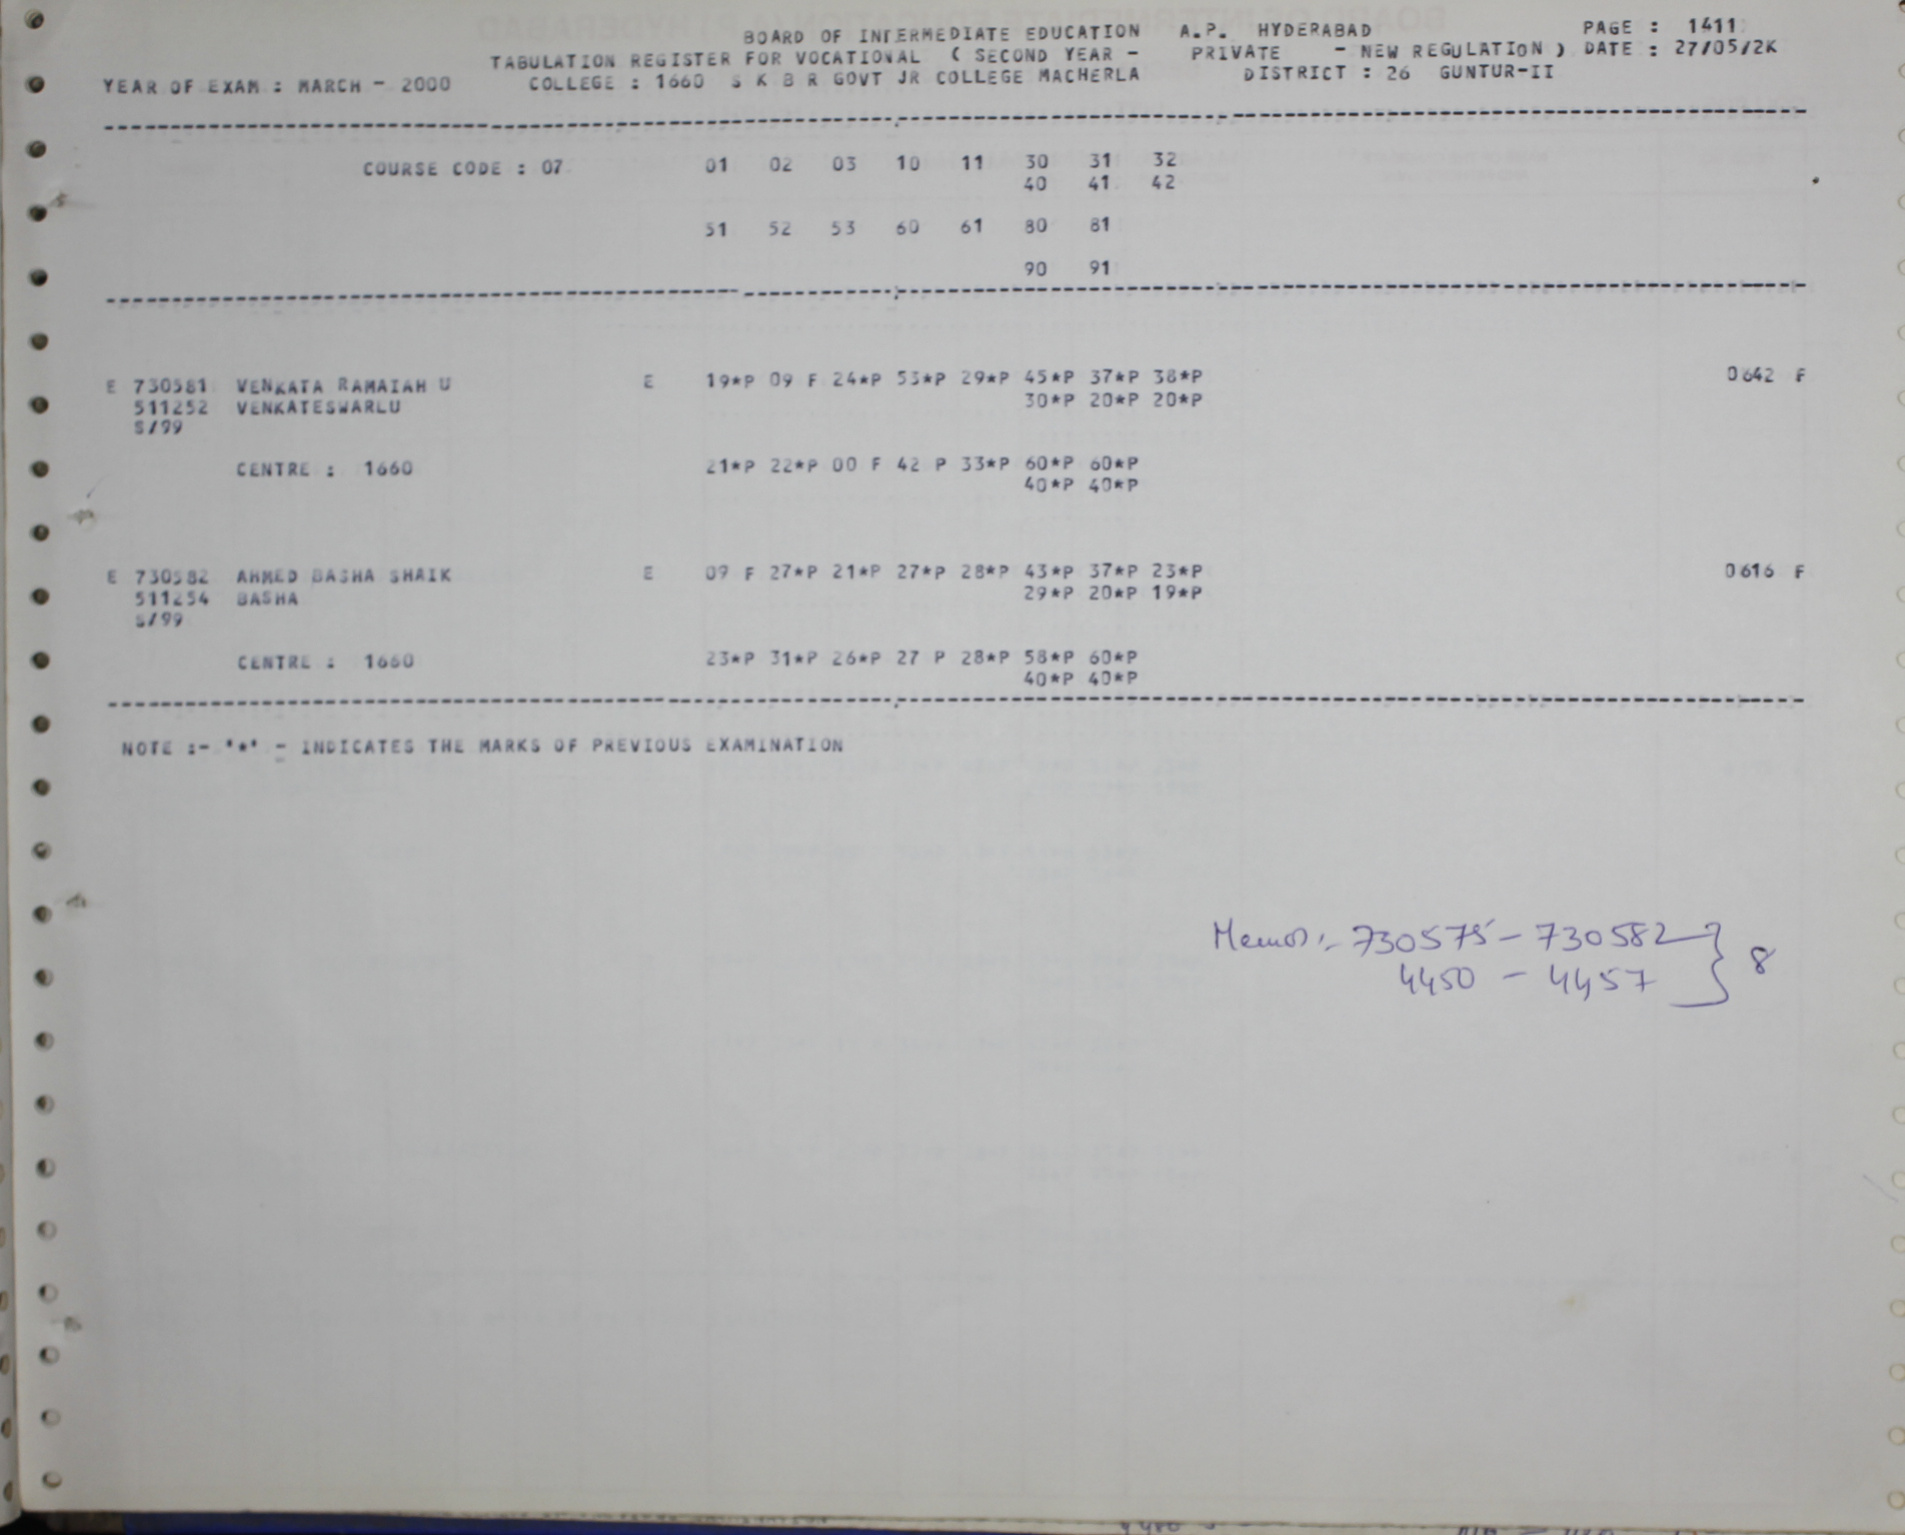 BOARD OF INTERMEDIATE EDUCATION A.P. HYDERABAD PAGE : 1411
TABULATION REGISTER FOR VOCATIONAL ( SECOND YEAR - PRIVATE - NEW REGULATION ) DATE : 27/05/2K
YEAR OF EXAM : MARCH - 2000 COLLEGE : 1660 S K B R GOVT JR COLLEGE MACHERLA DISTRICT : 26 GUNTUR-II
COURSE CODE : 07 01 02 03 10 11 30 31 32
40 41 42
51 52 53 60 61 80 81
90 91
E 730581 VENKATA RAMAIAH U E 19*P 09 F 24*P 53*P 29*P 45*P 37*P 38*P 0642 F
511252 VENKATESWARLU 30*P 20*P 20*P
S/99
CENTRE : 1660 21*P 22*P 00 F 42 P 33*P 60*P 60*P
40*P 40*P
E 730582 AHMED BASHA SHAIK E 09 F 27*P 21*P 27*P 28*P 43*P 37*P 23*P 0616 F
511254 BASHA 29*P 20*P 19*P
S/99
CENTRE : 1660 23*P 31*P 26*P 27 P 28*P 58*P 60*P
40*P 40*P
NOTE :- '*' - INDICATES THE MARKS OF PREVIOUS EXAMINATION
Memos :- 730575 - 730582 } 8
4450 - 4457